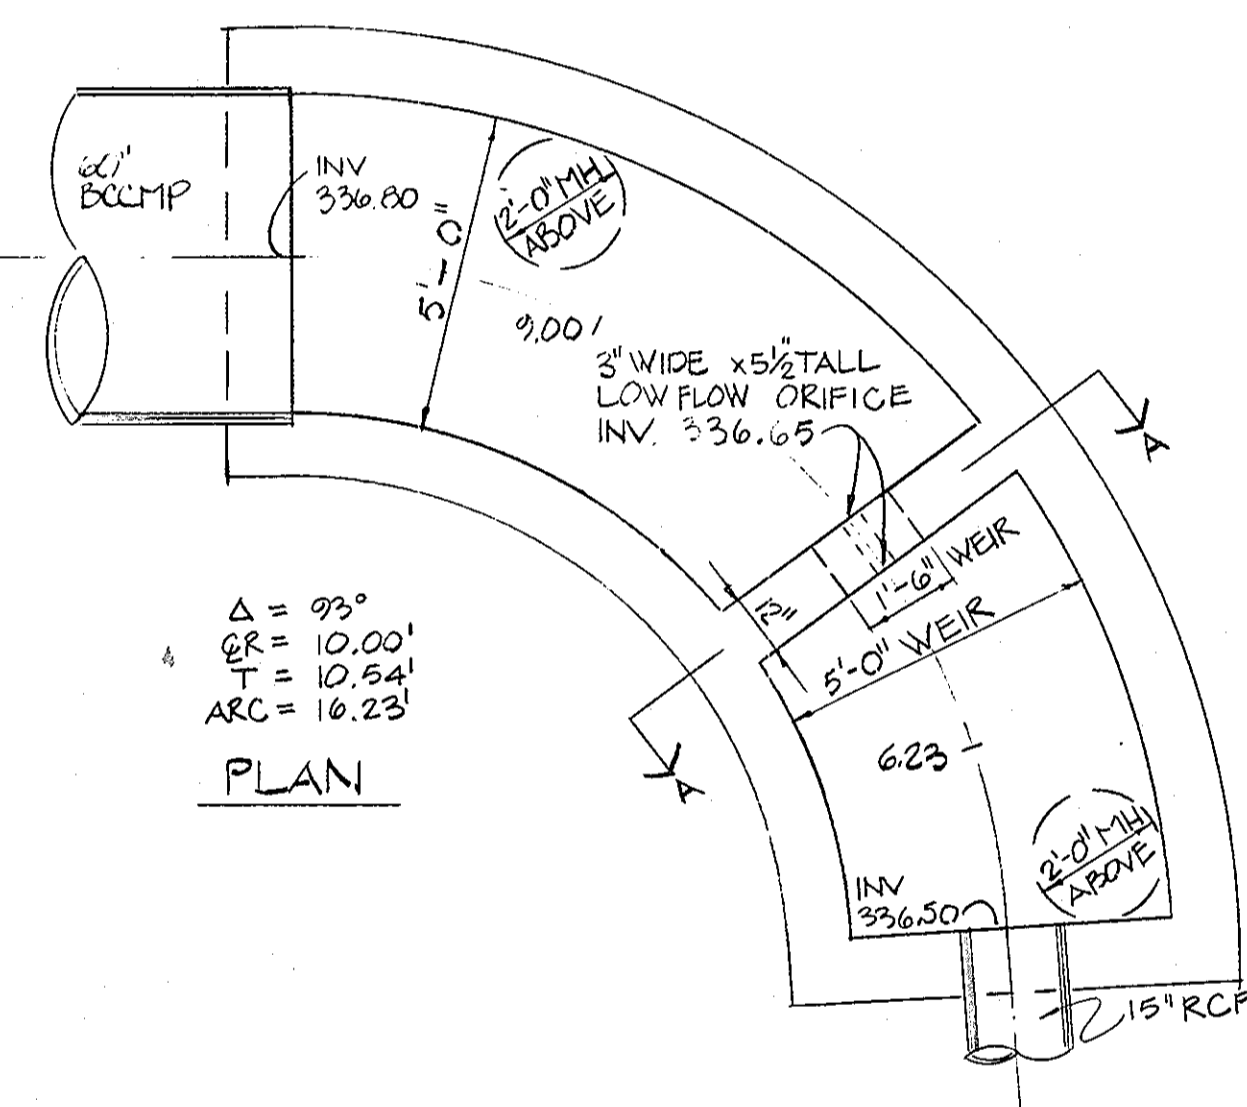 60"
BCCMP
INV
336.80
5'-0"
2'-0" MH
ABOVE
9.00'
3" WIDE x 5½" TALL
LOW FLOW ORIFICE
INV. 336.65
A
1'-6" WEIR
12"
5'-0" WEIR
Δ = 93°
℄R = 10.00'
T = 10.54'
ARC = 16.23'
PLAN
A
6.23
2'-0" MH
ABOVE
INV
336.50
15" RCP